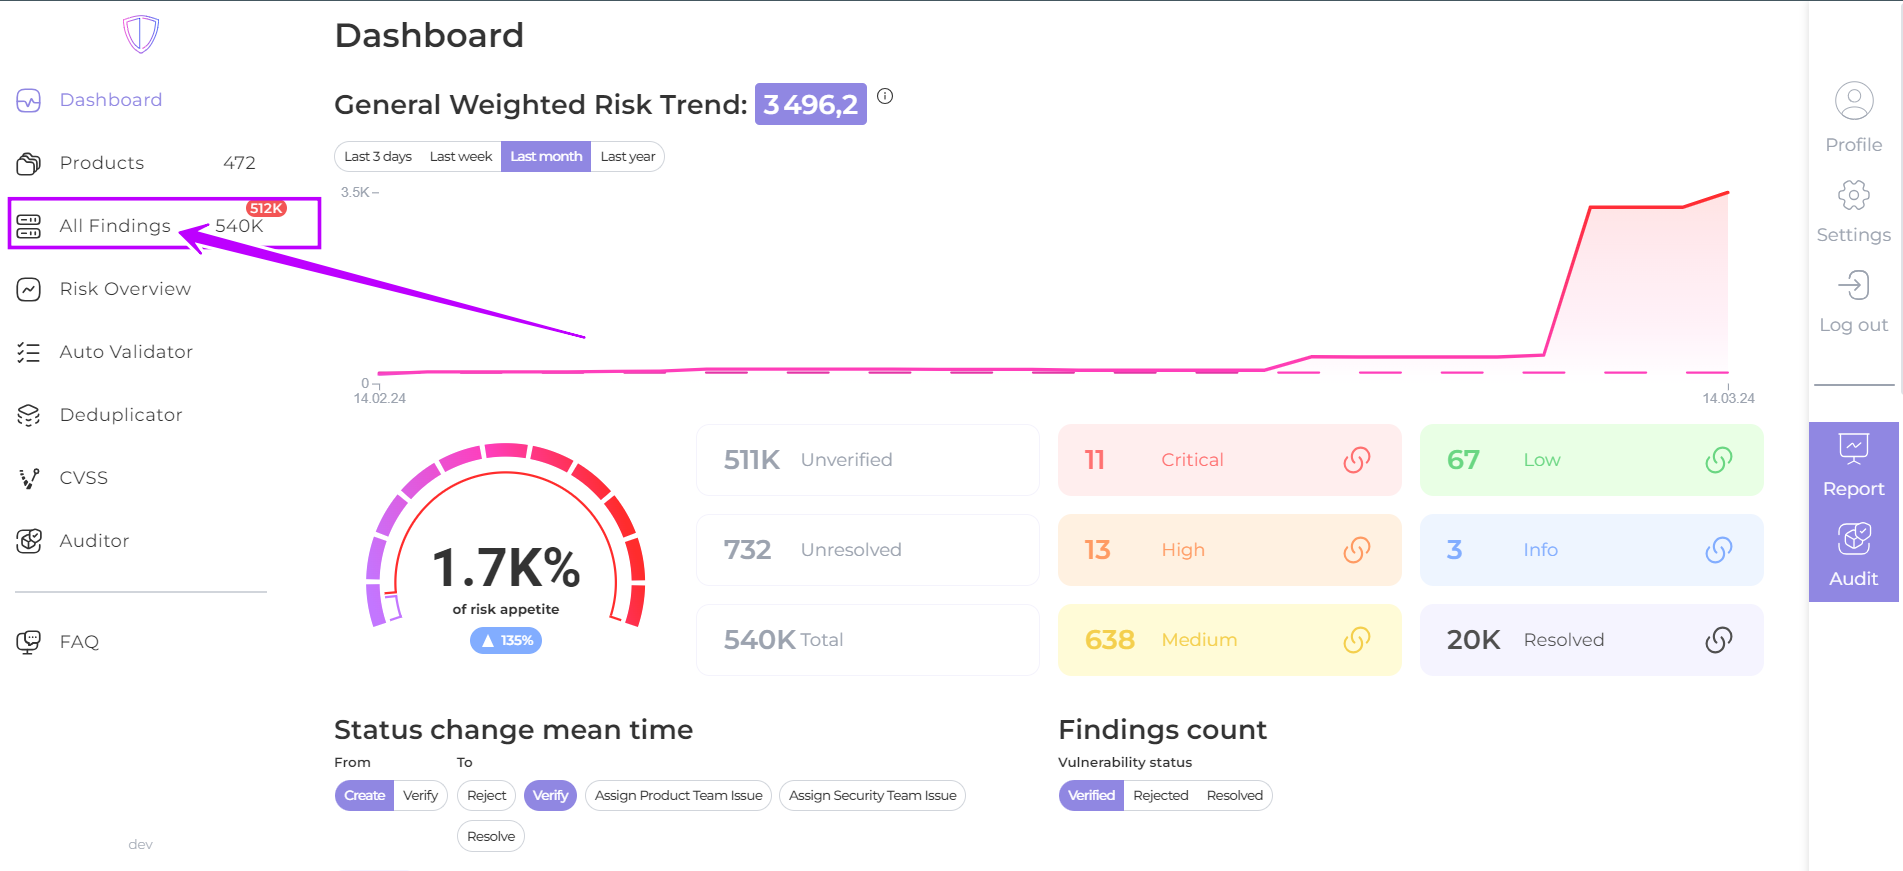 Dashboard
Products 472
All Findings 540K 512K
Risk Overview
Auto Validator
Deduplicator
CVSS
Auditor
FAQ
dev
Dashboard
General Weighted Risk Trend: 3 496,2
Last 3 days Last week Last month Last year
3.5K
0
14.02.24 14.03.24
1.7K%
of risk appetite
135%
511K Unverified
732 Unresolved
540K Total
11 Critical
13 High
638 Medium
67 Low
3 Info
20K Resolved
Status change mean time
From To
Create Verify Reject Verify Assign Product Team Issue Assign Security Team Issue
Resolve
Findings count
Vulnerability status
Verified Rejected Resolved
Profile
Settings
Log out
Report
Audit